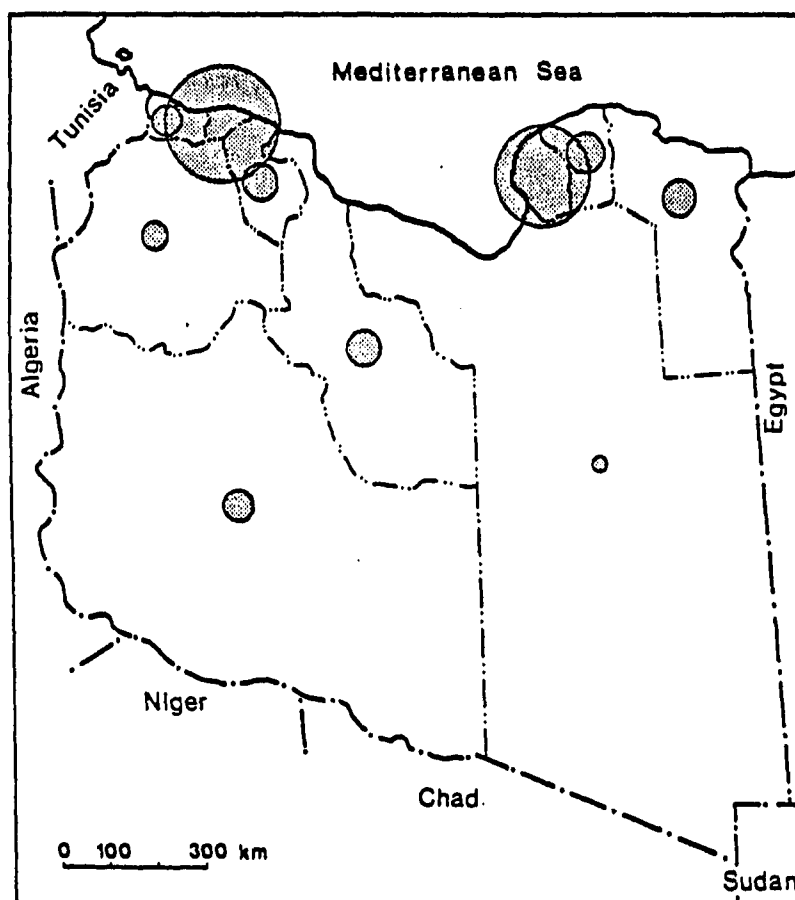 Mediterranean Sea
Tunisia
Algeria
Egypt
Niger
Chad
0 100 300 km
Sudan